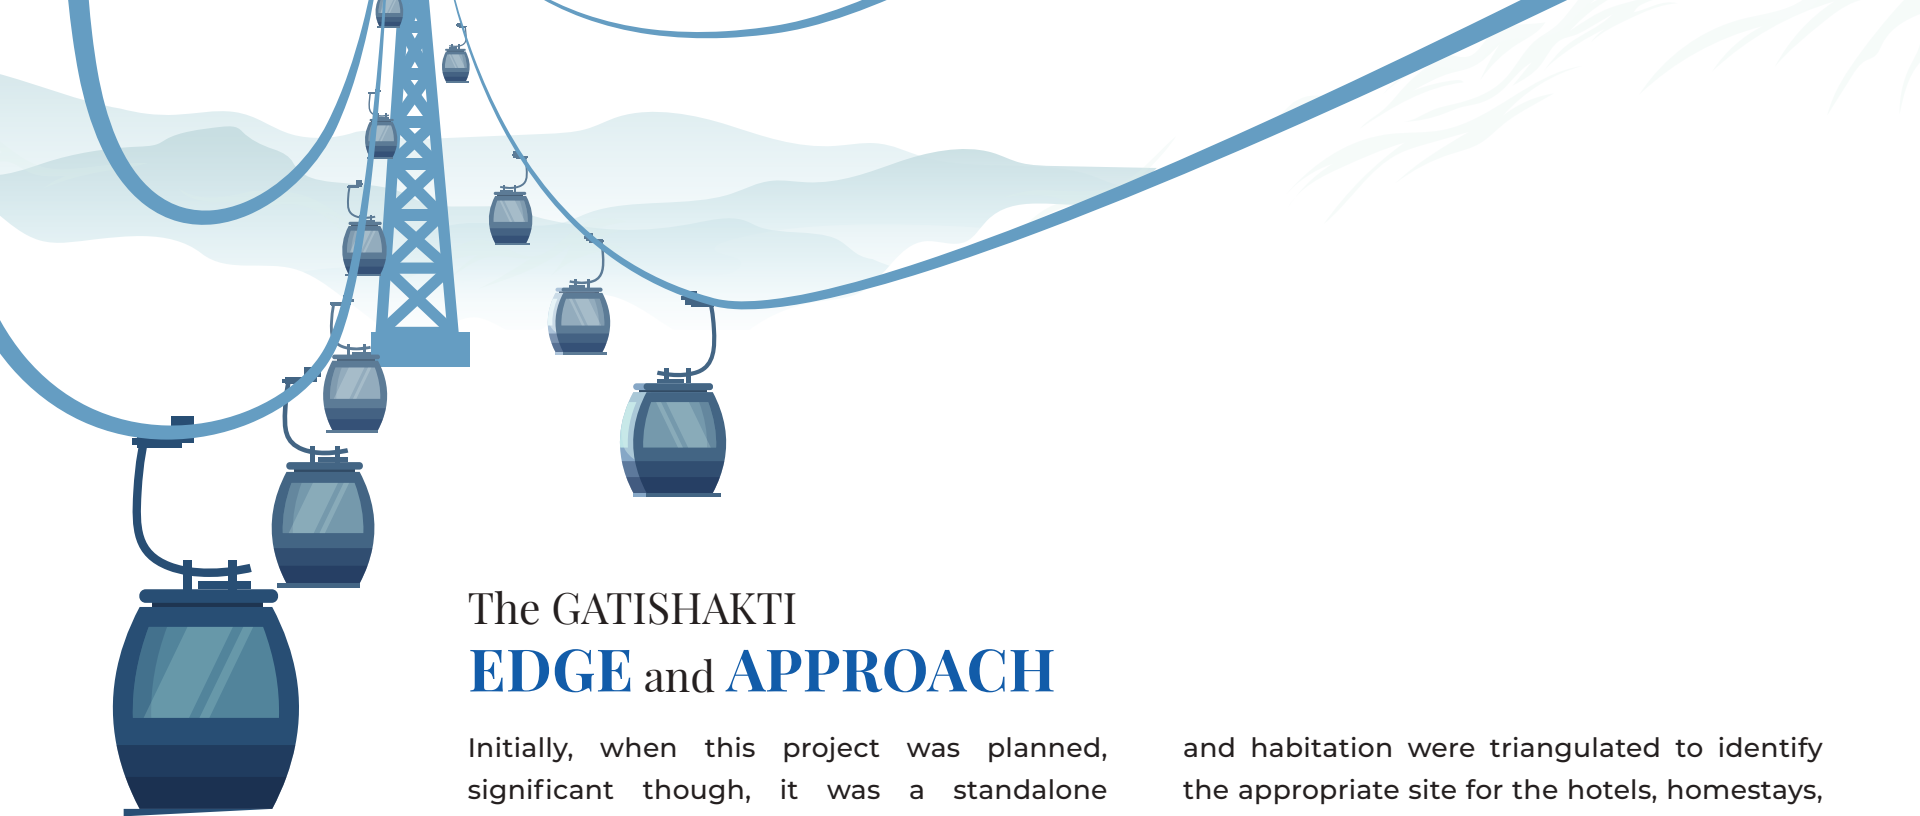 The GATISHAKTI
EDGE and APPROACH
Initially, when this project was planned,
significant though, it was a standalone
and habitation were triangulated to identify
the appropriate site for the hotels, homestays,